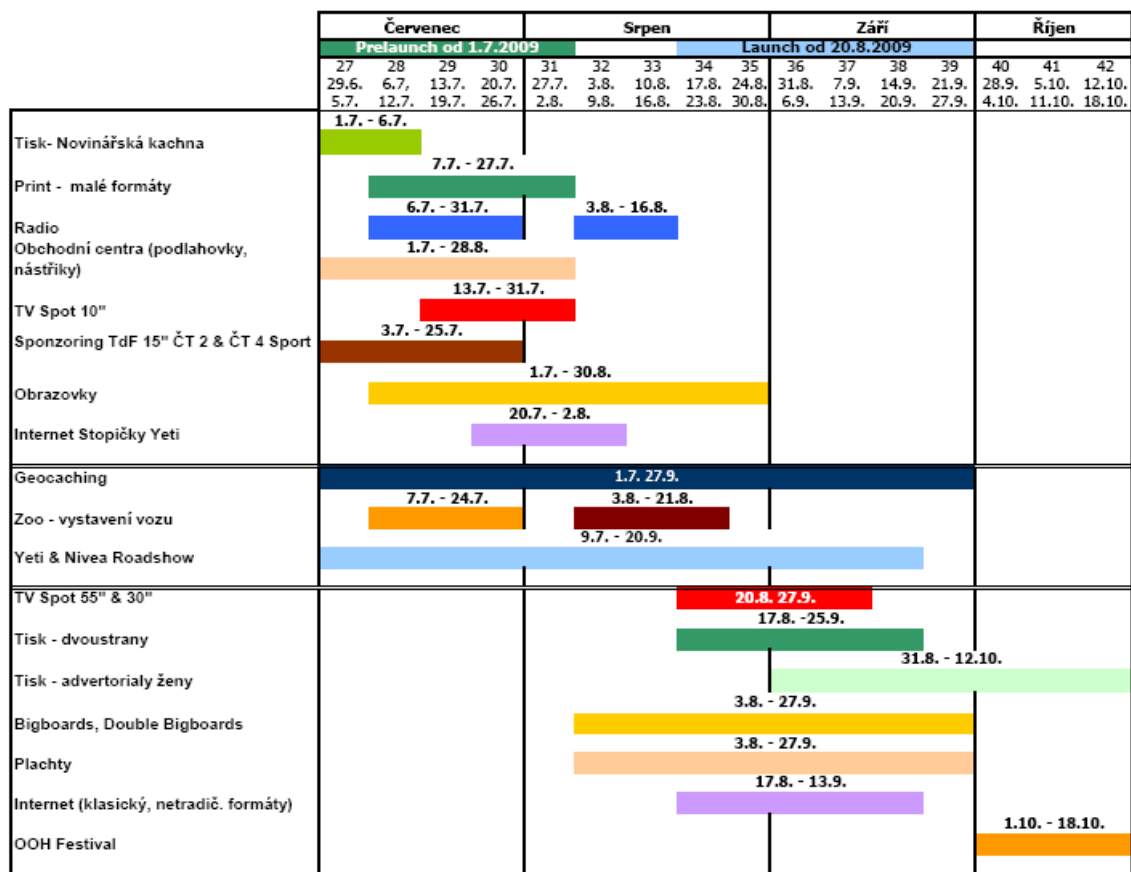 Červenec Srpen Září Říjen
Prelaunch od 1.7.2009 Launch od 20.8.2009
27 28 29 30 31 32 33 34 35 36 37 38 39 40 41 42
29.6. 6.7, 13.7. 20.7. 27.7. 3.8. 10.8. 17.8. 24.8. 31.8. 7.9. 14.9. 21.9. 28.9. 5.10. 12.10.
5.7. 12.7. 19.7. 26.7. 2.8. 9.8. 16.8. 23.8. 30.8. 6.9. 13.9. 20.9. 27.9. 4.10. 11.10. 18.10.
1.7. - 6.7.
Tisk- Novinářská kachna
7.7. - 27.7.
Print - malé formáty
6.7. - 31.7. 3.8. - 16.8.
Radio
Obchodní centra (podlahovky,
nástřiky)
1.7. - 28.8.
13.7. - 31.7.
TV Spot 10"
3.7. - 25.7.
Sponzoring TdF 15" ČT 2 & ČT 4 Sport
1.7. - 30.8.
Obrazovky
20.7. - 2.8.
Internet Stopičky Yeti
Geocaching 1.7. 27.9.
7.7. - 24.7. 3.8. - 21.8.
Zoo - vystavení vozu
9.7. - 20.9.
Yeti & Nivea Roadshow
TV Spot 55" & 30" 20.8. 27.9.
17.8. -25.9.
Tisk - dvoustrany
31.8. - 12.10.
Tisk - advertorialy ženy
3.8. - 27.9.
Bigboards, Double Bigboards
3.8. - 27.9.
Plachty
17.8. - 13.9.
Internet (klasický, netradič. formáty)
1.10. - 18.10.
OOH Festival